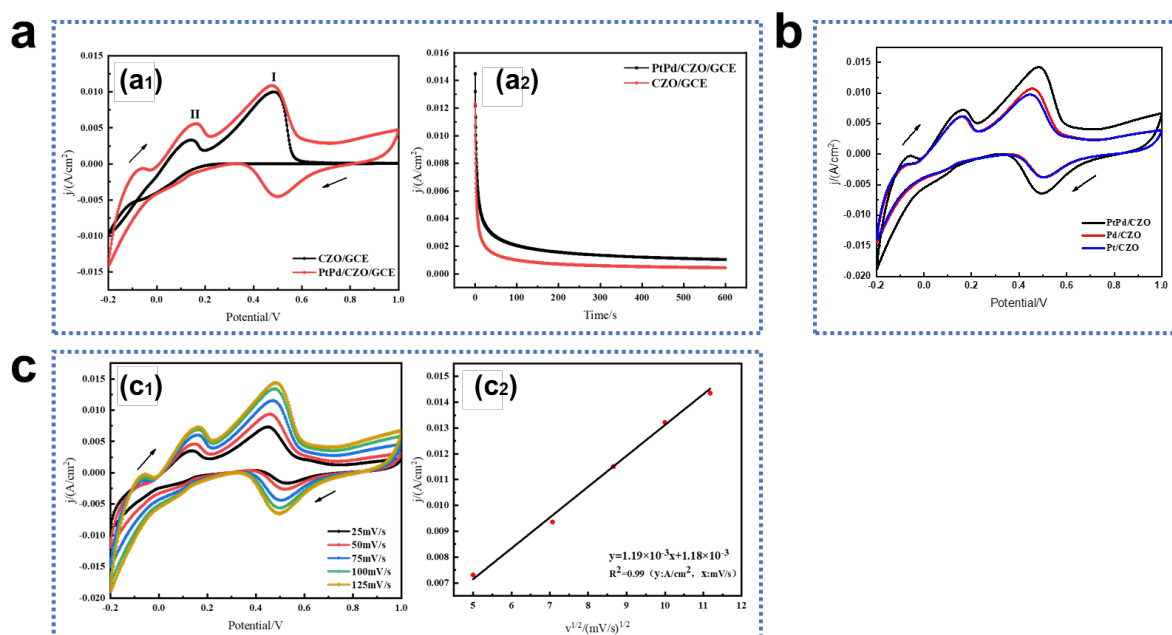 a
(a1)
I
II
0.015
0.010
0.005
0.000
-0.005
-0.010
-0.015
j/(A/cm²)
CZO/GCE
PtPd/CZO/GCE
-0.2 0.0 0.2 0.4 0.6 0.8 1.0
Potential/V
(a2)
PtPd/CZO/GCE
CZO/GCE
0.016
0.014
0.012
0.010
0.008
0.006
0.004
0.002
0.000
j/(A/cm²)
0 100 200 300 400 500 600
Time/s
b
0.015
0.010
0.005
0.000
-0.005
-0.010
-0.015
-0.020
j/(A/cm²)
PtPd/CZO
Pd/CZO
Pt/CZO
-0.2 0.0 0.2 0.4 0.6 0.8 1.0
Potential/V
c
(c1)
0.015
0.010
0.005
0.000
-0.005
-0.010
-0.015
-0.020
j/(A/cm²)
25mV/s
50mV/s
75mV/s
100mV/s
125mV/s
-0.2 0.0 0.2 0.4 0.6 0.8 1.0
Potential/V
(c2)
0.015
0.014
0.013
0.012
0.011
0.010
0.009
0.008
0.007
j/(A/cm²)
y=1.19×10⁻³x+1.18×10⁻³
R²=0.99（y:A/cm²，x:mV/s）
5 6 7 8 9 10 11 12
v¹/²/(mV/s)¹/²